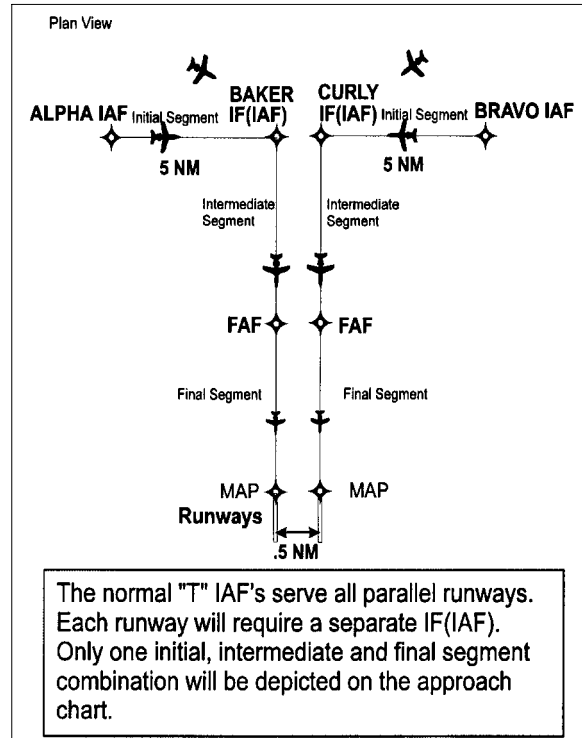 Plan View
BAKER
CURLY
ALPHA IAF
Initial Segment
IF(IAF)
IF(IAF)
Initial Segment
BRAVO IAF
5 NM
5 NM
Intermediate
Segment
Intermediate
Segment
FAF
FAF
Final Segment
Final Segment
MAP
MAP
Runways
.5 NM
The normal "T" IAF's serve all parallel runways.
Each runway will require a separate IF(IAF).
Only one initial, intermediate and final segment
combination will be depicted on the approach
chart.